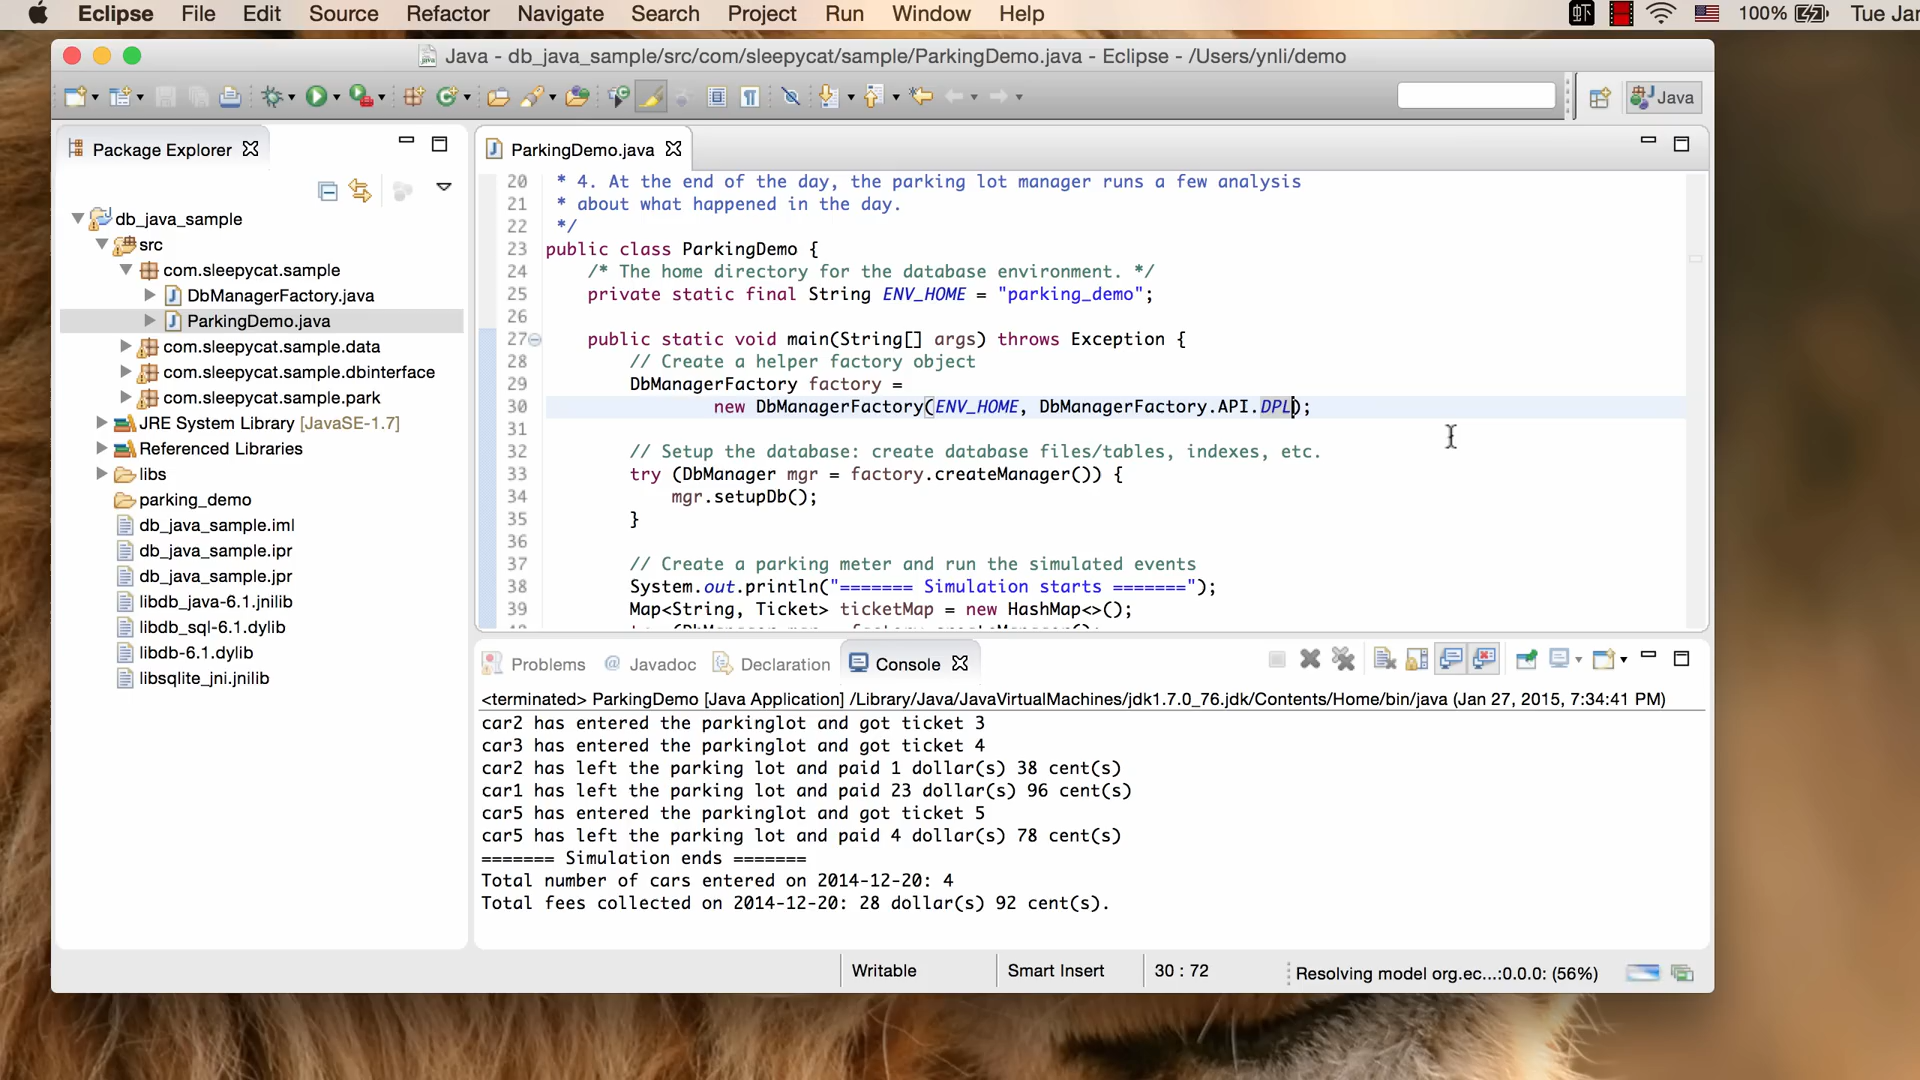 Eclipse File Edit Source Refactor Navigate Search Project Run Window Help 100% Tue Jan
Java - db_java_sample/src/com/sleepycat/sample/ParkingDemo.java - Eclipse - /Users/ynli/demo
Java
Package Explorer
db_java_sample
src
com.sleepycat.sample
DbManagerFactory.java
ParkingDemo.java
com.sleepycat.sample.data
com.sleepycat.sample.dbinterface
com.sleepycat.sample.park
JRE System Library [JavaSE-1.7]
Referenced Libraries
libs
parking_demo
db_java_sample.iml
db_java_sample.ipr
db_java_sample.jpr
libdb_java-6.1.jnilib
libdb_sql-6.1.dylib
libdb-6.1.dylib
libsqlite_jni.jnilib
ParkingDemo.java
20 * 4. At the end of the day, the parking lot manager runs a few analysis
21 * about what happened in the day.
22 */
23 public class ParkingDemo {
24 /* The home directory for the database environment. */
25 private static final String ENV_HOME = "parking_demo";
26
27 public static void main(String[] args) throws Exception {
28 // Create a helper factory object
29 DbManagerFactory factory =
30 new DbManagerFactory(ENV_HOME, DbManagerFactory.API.DPL);
31
32 // Setup the database: create database files/tables, indexes, etc.
33 try (DbManager mgr = factory.createManager()) {
34 mgr.setupDb();
35 }
36
37 // Create a parking meter and run the simulated events
38 System.out.println("======= Simulation starts =======");
39 Map<String, Ticket> ticketMap = new HashMap<>();
Problems @ Javadoc Declaration Console
<terminated> ParkingDemo [Java Application] /Library/Java/JavaVirtualMachines/jdk1.7.0_76.jdk/Contents/Home/bin/java (Jan 27, 2015, 7:34:41 PM)
car2 has entered the parkinglot and got ticket 3
car3 has entered the parkinglot and got ticket 4
car2 has left the parking lot and paid 1 dollar(s) 38 cent(s)
car1 has left the parking lot and paid 23 dollar(s) 96 cent(s)
car5 has entered the parkinglot and got ticket 5
car5 has left the parking lot and paid 4 dollar(s) 78 cent(s)
======= Simulation ends =======
Total number of cars entered on 2014-12-20: 4
Total fees collected on 2014-12-20: 28 dollar(s) 92 cent(s).
Writable Smart Insert 30 : 72 Resolving model org.ec...:0.0.0: (56%)